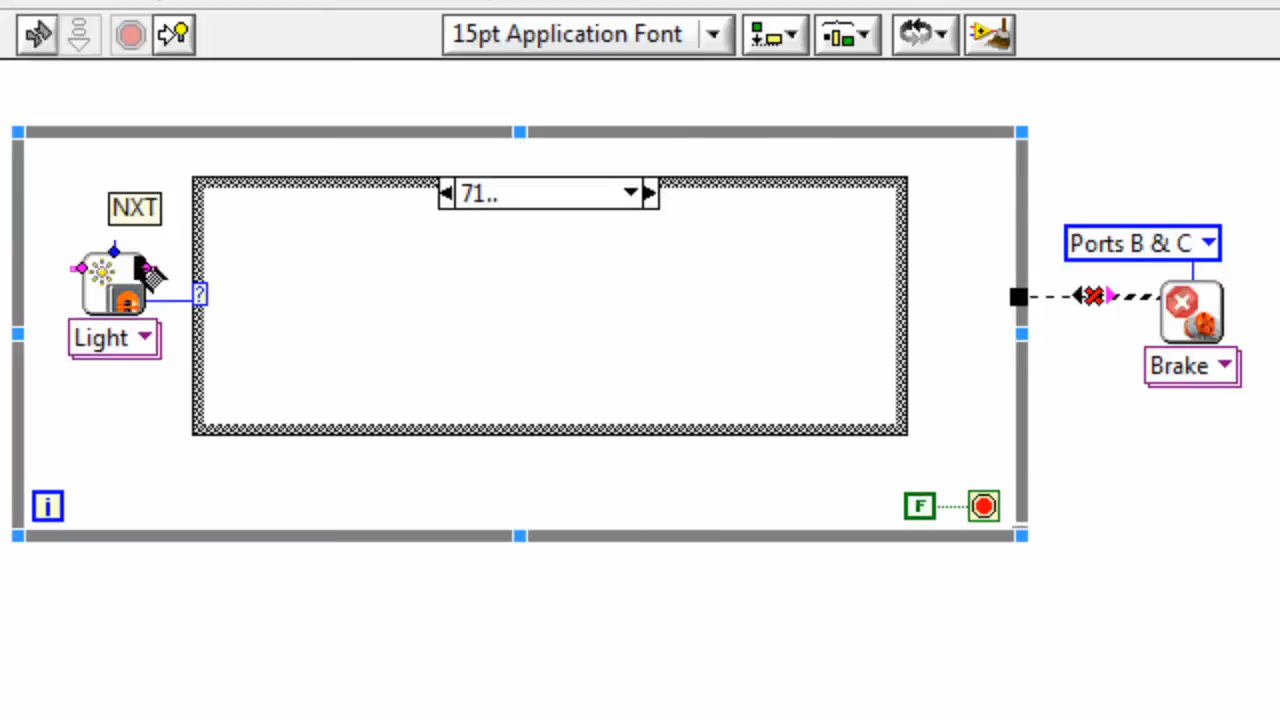 15pt Application Font
71..
NXT
?
Ports B & C
Light
Brake
i
F